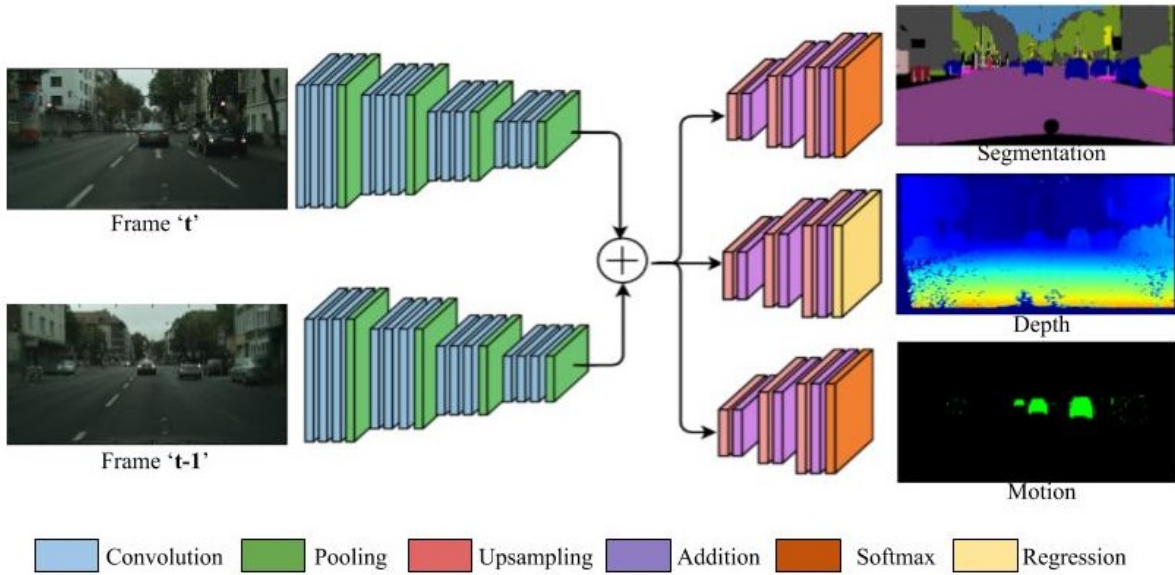 Segmentation
Frame ‘t’
Depth
Frame ‘t-1’
Motion
Convolution Pooling Upsampling Addition Softmax Regression